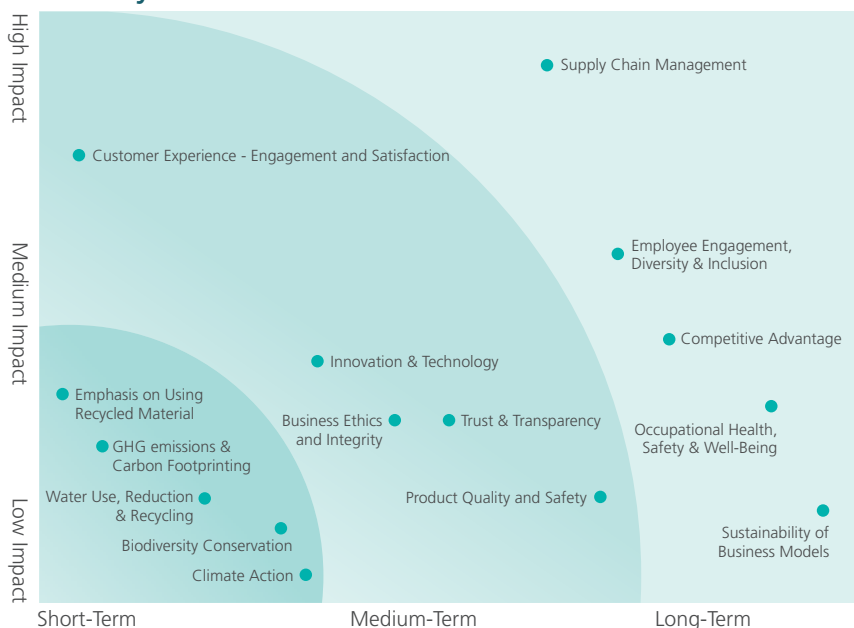 High Impact
Supply Chain Management
Customer Experience - Engagement and Satisfaction
Medium Impact
Employee Engagement,
Diversity & Inclusion
Competitive Advantage
Innovation & Technology
Emphasis on Using
Recycled Material
Business Ethics
and Integrity
Trust & Transparency
Occupational Health,
Safety & Well-Being
GHG emissions &
Carbon Footprinting
Low Impact
Water Use, Reduction
& Recycling
Product Quality and Safety
Biodiversity Conservation
Sustainability of
Business Models
Climate Action
Short-Term
Medium-Term
Long-Term